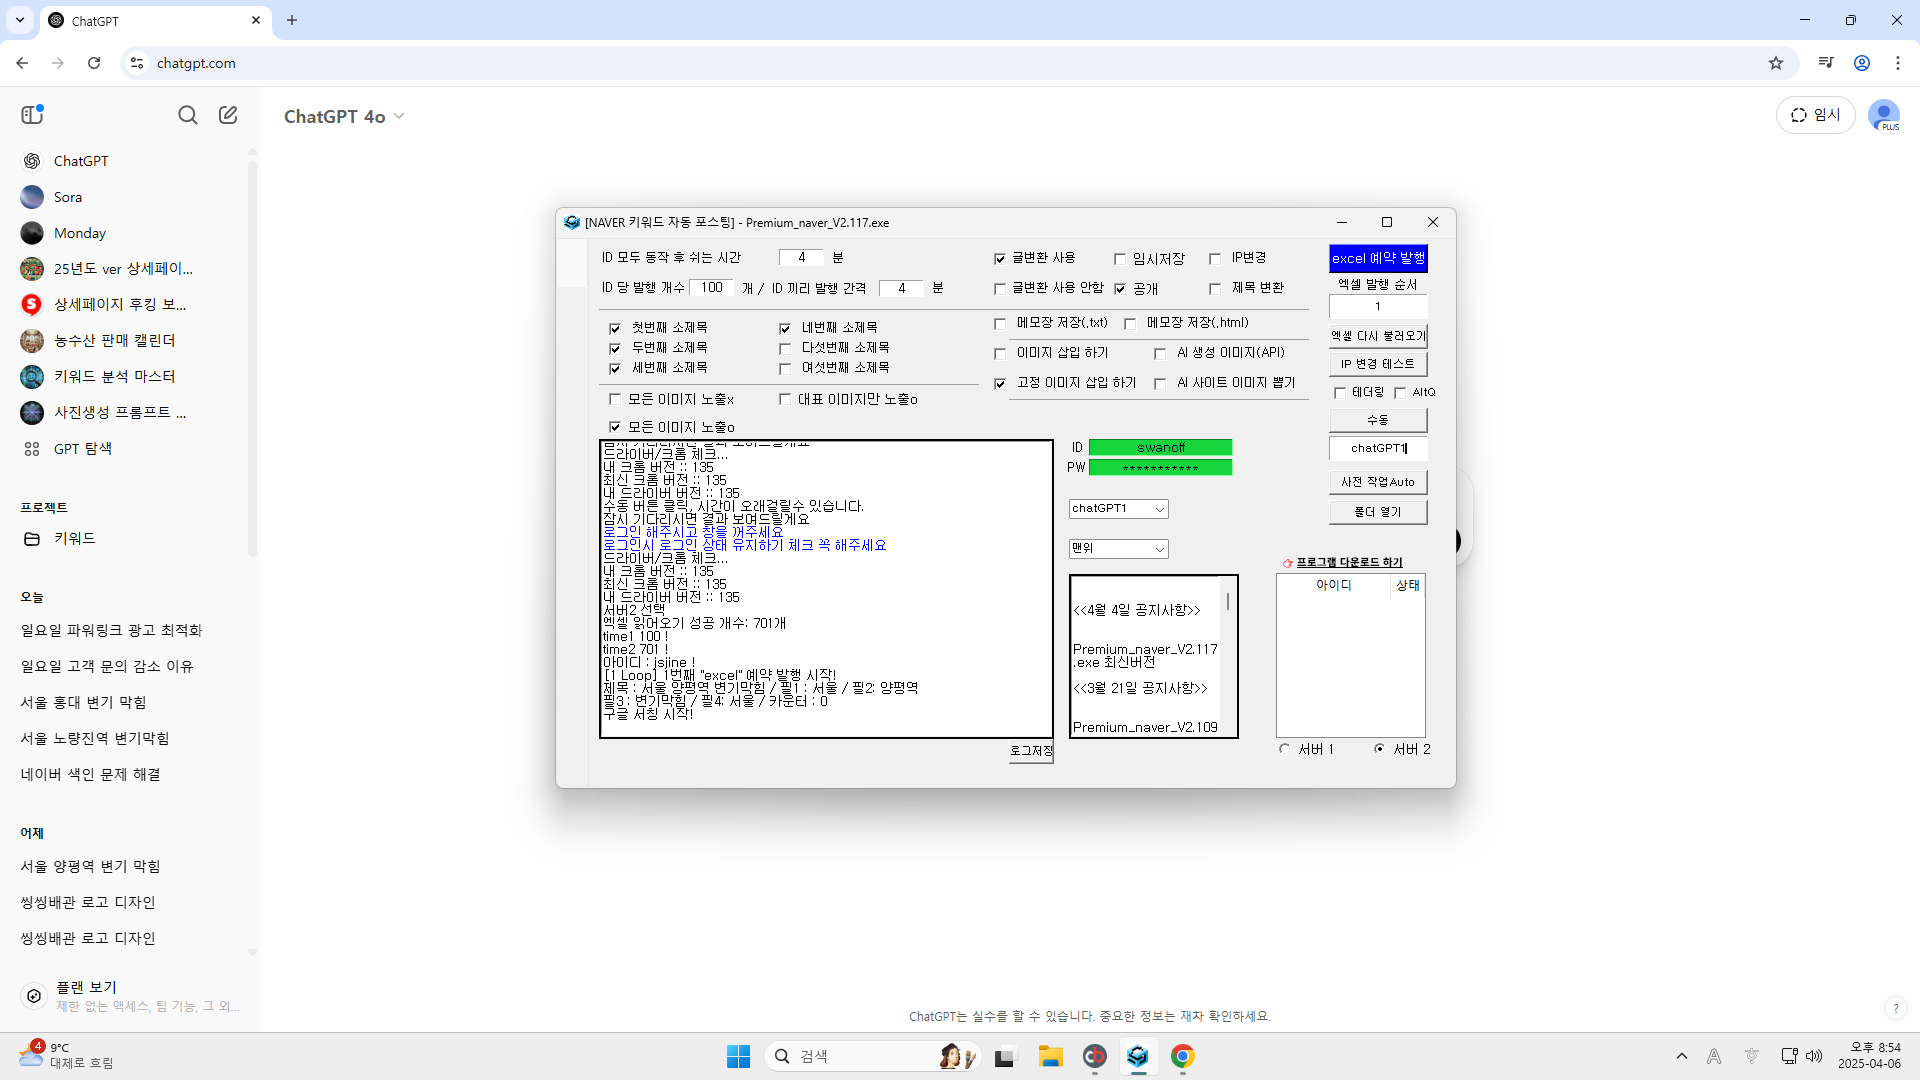 ChatGPT
chatgpt.com
ChatGPT
Sora
Monday
25년도 ver 상세페이...
상세페이지 후킹 보...
농수산 판매 캘린더
키워드 분석 마스터
사진생성 프롬프트 ...
GPT 탐색
프로젝트
키워드
오늘
일요일 파워링크 광고 최적화
일요일 고객 문의 감소 이유
서울 홍대 변기 막힘
서울 노량진역 변기막힘
네이버 색인 문제 해결
어제
서울 양평역 변기 막힘
씽씽배관 로고 디자인
씽씽배관 로고 디자인
플랜 보기
제한 없는 액세스, 팀 기능, 그 외...
ChatGPT 4o
임시
PLUS
[NAVER 키워드 자동 포스팅] - Premium_naver_V2.117.exe
ID 모두 동작 후 쉬는 시간 4 분
ID 당 발행 개수 100 개 / ID 끼리 발행 간격 4 분
글변환 사용 임시저장 IP변경
글변환 사용 안함 공개 제목 변환
첫번째 소제목 네번째 소제목
두번째 소제목 다섯번째 소제목
세번째 소제목 여섯번째 소제목
모든 이미지 노출x 대표 이미지만 노출o
모든 이미지 노출o
메모장 저장(.txt) 메모장 저장(.html)
이미지 삽입 하기 AI 생성 이미지(API)
고정 이미지 삽입 하기 AI 사이트 이미지 뽑기
excel 예약 발행
엑셀 발행 순서
1
엑셀 다시 불러오기
IP 변경 테스트
테더링 AltQ
수동
chatGPT1
사전 작업Auto
폴더 열기
잠시 기다리시면 결과 보여드릴게요
드라이버/크롬 체크...
내 크롬 버전 :: 135
최신 크롬 버전 :: 135
내 드라이버 버전 :: 135
수동 버튼 클릭, 시간이 오래걸릴수 있습니다.
잠시 기다리시면 결과 보여드릴게요
로그인 해주시고 창을 꺼주세요
로그인시 로그인 상태 유지하기 체크 꼭 해주세요
드라이버/크롬 체크...
내 크롬 버전 :: 135
최신 크롬 버전 :: 135
내 드라이버 버전 :: 135
서버2 선택
엑셀 읽어오기 성공 개수: 701개
time1 100 !
time2 701 !
아이디 : jsjine !
[1 Loop] 1번째 "excel" 예약 발행 시작!
제목 : 서울 양평역 변기막힘 / 필1 : 서울 / 필2: 양평역
필3 : 변기막힘 / 필4: 서울 / 카운터 : 0
구글 서칭 시작!
로그저장
ID swanoff
PW ***********
chatGPT1
맨위
<<4월 4일 공지사항>>
Premium_naver_V2.117
.exe 최신버전
<<3월 21일 공지사항>>
Premium_naver_V2.109
프로그램 다운로드 하기
아이디 상태
서버 1 서버 2
ChatGPT는 실수를 할 수 있습니다. 중요한 정보는 재차 확인하세요.
?
4
9°C
대체로 흐림
검색
A
오후 8:54
2025-04-06